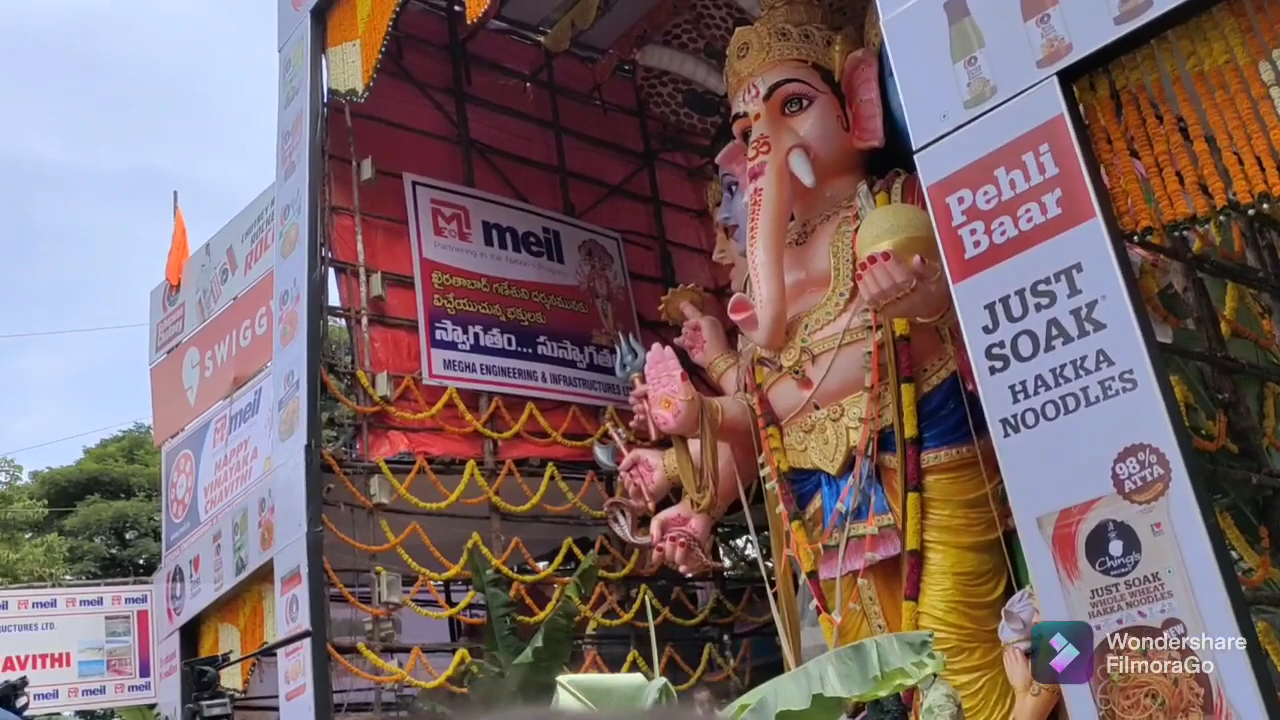 meil
Partnering in the Nation's Progress
ఖైరతాబాద్ గణేశుని దర్శనమునకు
విచ్చేయుచున్న భక్తులకు
స్వాగతం... సుస్వాగతం
MEGHA ENGINEERING & INFRASTRUCTURES
SWIGGY
meil
HAPPY
VINAYAKA
CHAVITHI
meil meil meil
UCTURES LTD.
AVITHI
meil meil meil
Pehli
Baar
JUST
SOAK
HAKKA
NOODLES
98%
ATTA
Ching's
SECRET
JUST SOAK
WHOLE WHEAT
HAKKA NOODLES
Wondershare
FilmoraGo